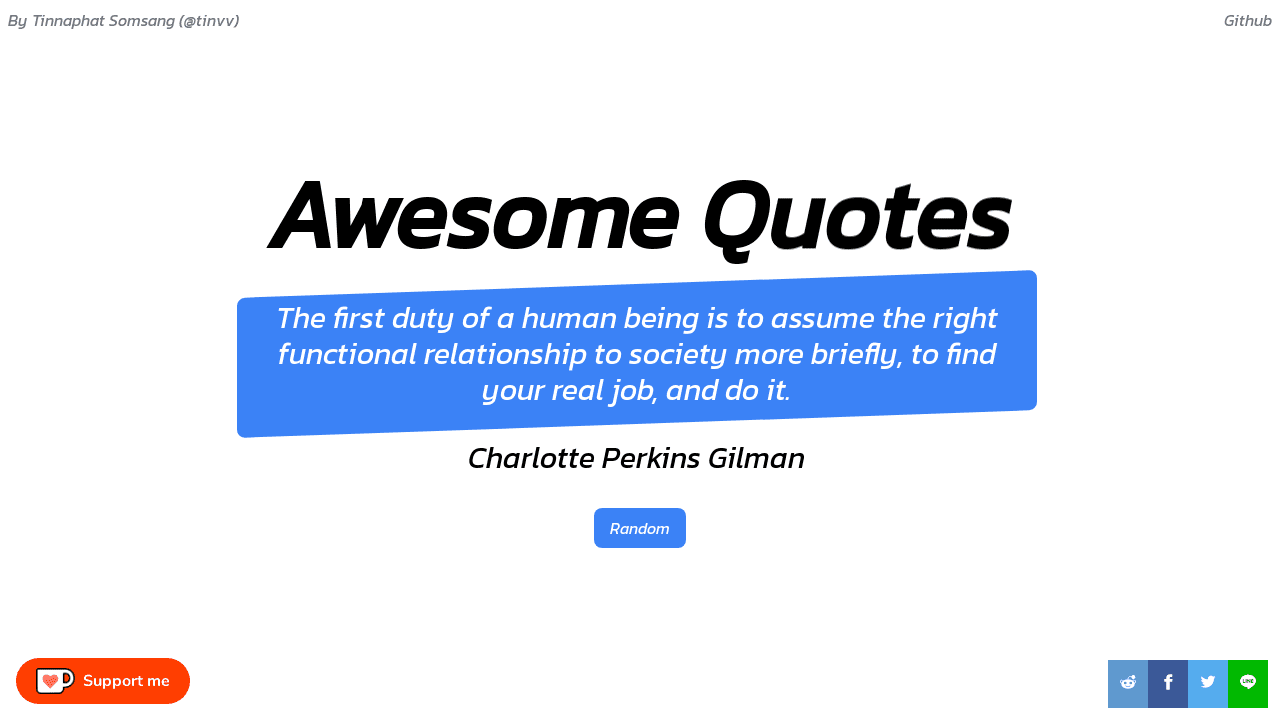 By Tinnaphat Somsang (@tinvv)
Github
Awesome Quotes
The first duty of a human being is to assume the right
functional relationship to society more briefly, to find
your real job, and do it.
Charlotte Perkins Gilman
Random
Support me
LINE